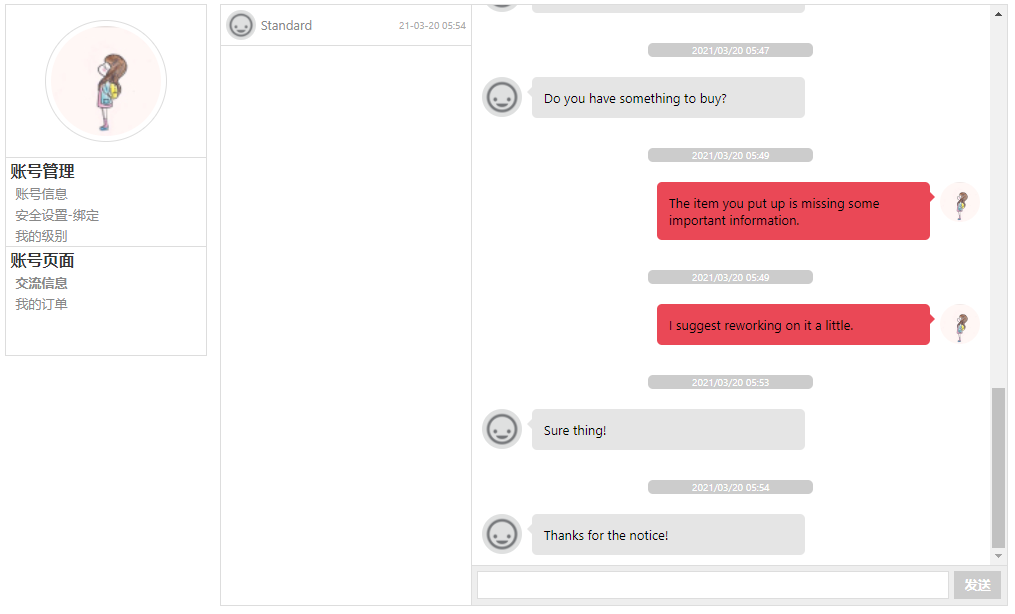 账号管理
账号信息
安全设置-绑定
我的级别
账号页面
交流信息
我的订单
Standard
21-03-20 05:54
2021/03/20 05:47
Do you have something to buy?
2021/03/20 05:49
The item you put up is missing some
important information.
2021/03/20 05:49
I suggest reworking on it a little.
2021/03/20 05:53
Sure thing!
2021/03/20 05:54
Thanks for the notice!
发送